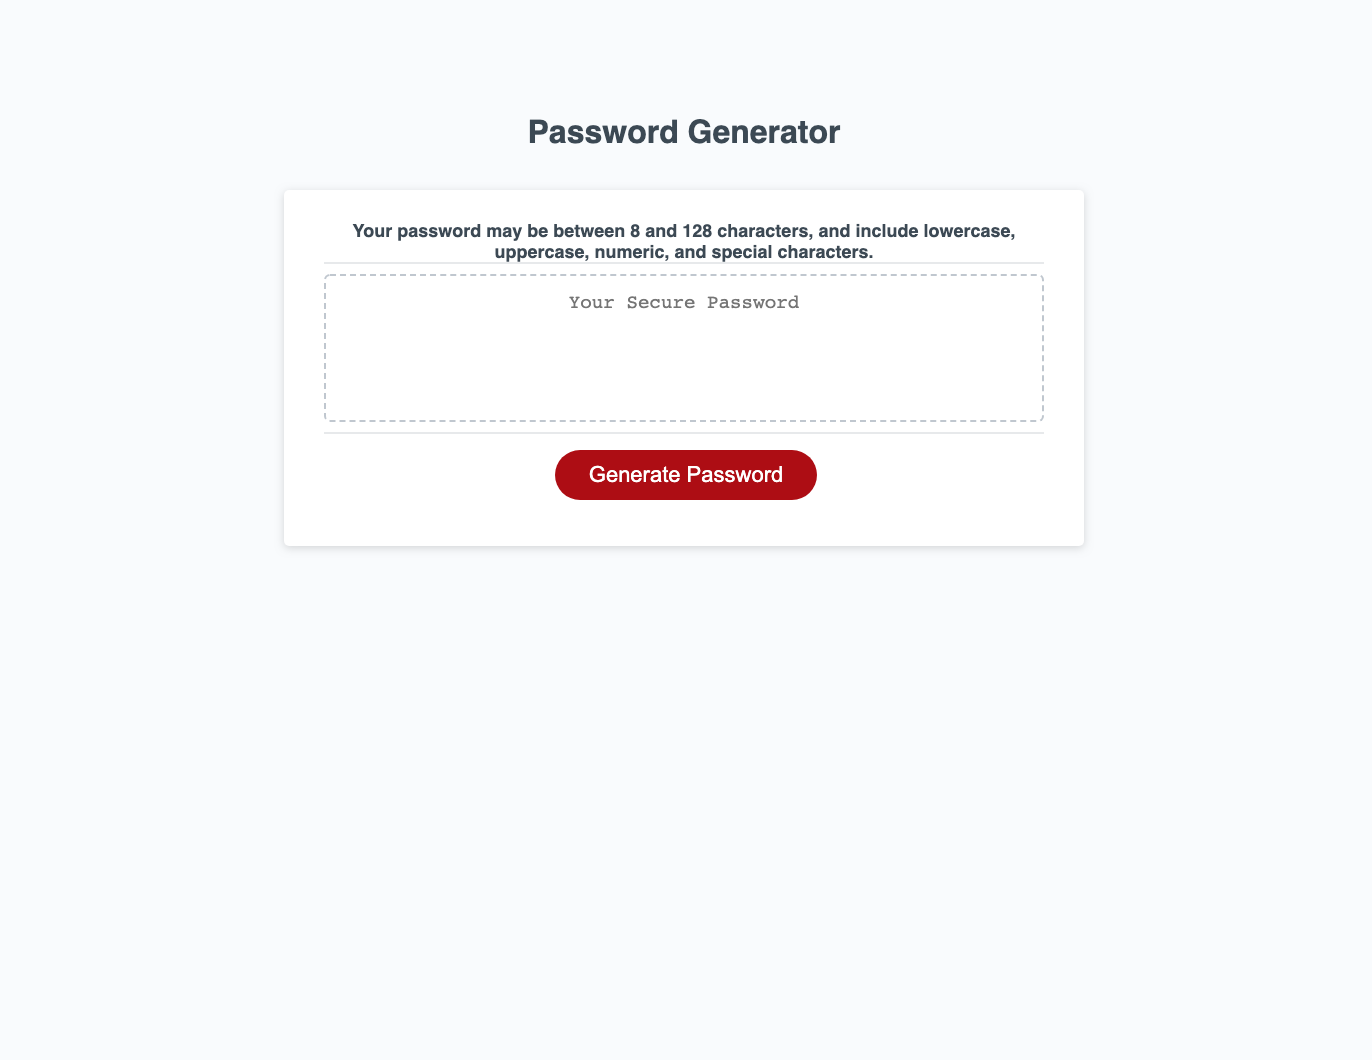 Password Generator
Your password may be between 8 and 128 characters, and include lowercase,
uppercase, numeric, and special characters.
Your Secure Password
Generate Password